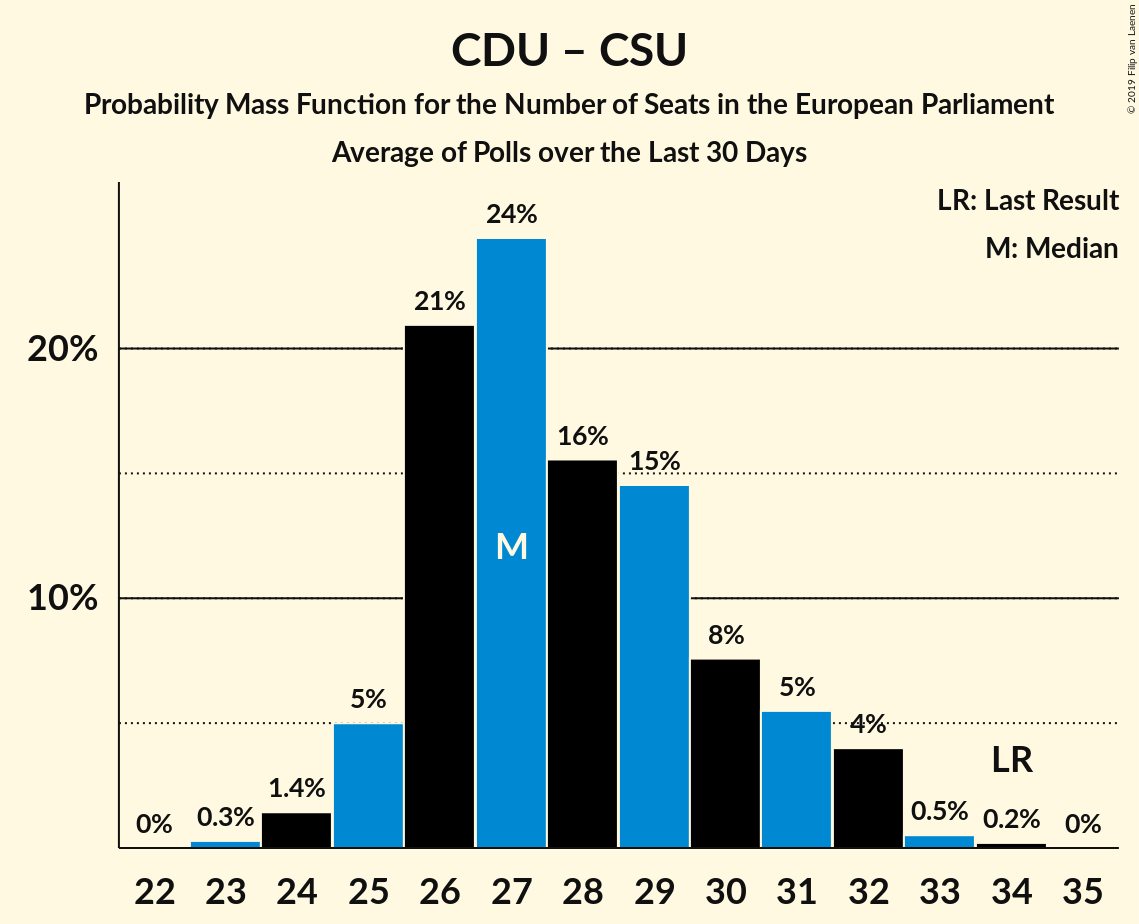 CDU – CSU
Probability Mass Function for the Number of Seats in the European Parliament
Average of Polls over the Last 30 Days
© 2019 Filip van Laenen
LR: Last Result
M: Median
20%
10%
0%
0.3%
1.4%
5%
21%
24%
16%
15%
8%
5%
4%
0.5%
0.2%
0%
M
LR
22 23 24 25 26 27 28 29 30 31 32 33 34 35